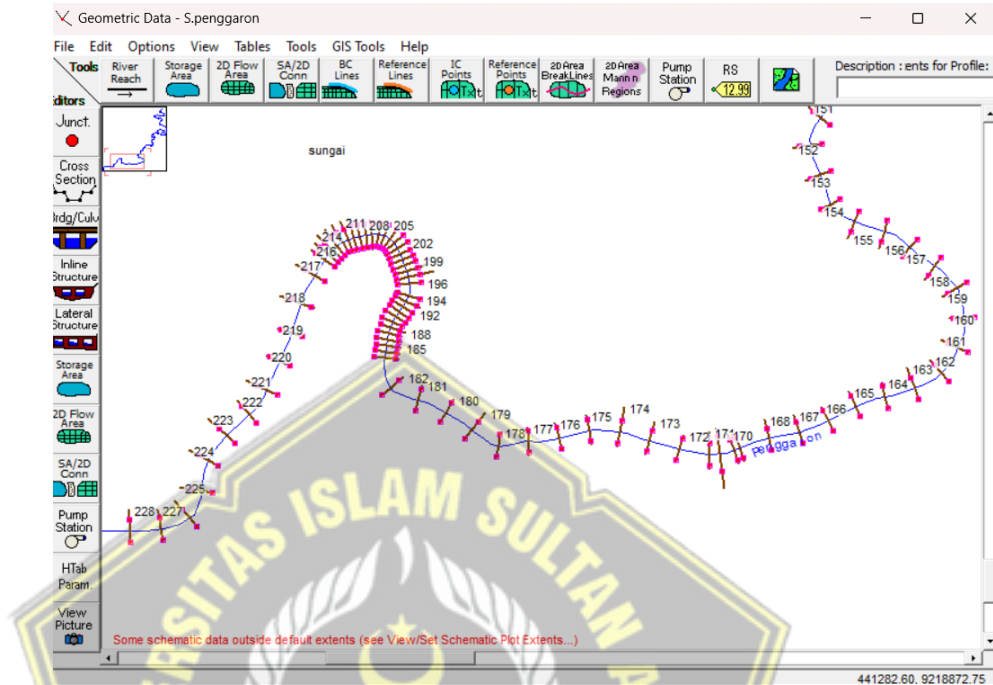 Geometric Data - S.penggaron
File Edit Options View Tables Tools GIS Tools Help
Tools
Editors
River Reach
Storage Area
2D Flow Area
SA/2D Conn
BC Lines
Reference Lines
IC Points
Reference Points
2D Area BreakLines
2D Area Mann n Regions
Pump Station
RS
12.99
Description : ents for Profile:
Junct.
Cross Section
Brdg/Culv
Inline Structure
Lateral Structure
Storage Area
2D Flow Area
SA/2D Conn
Pump Station
HTab Param.
View Picture
sungai
151
152
153
154
155
156
157
158
159
160
161
162
163
164
165
166
167
168
170
171
172
173
174
175
176
177
178
179
180
181
182
185
188
192
194
196
199
202
205
208
211
214
216
217
218
219
220
221
222
223
224
225
227
228
penggaron
UNIVERSITAS ISLAM SULTAN A
Some schematic data outside default extents (see View/Set Schematic Plot Extents...)
441282.60, 9218872.75